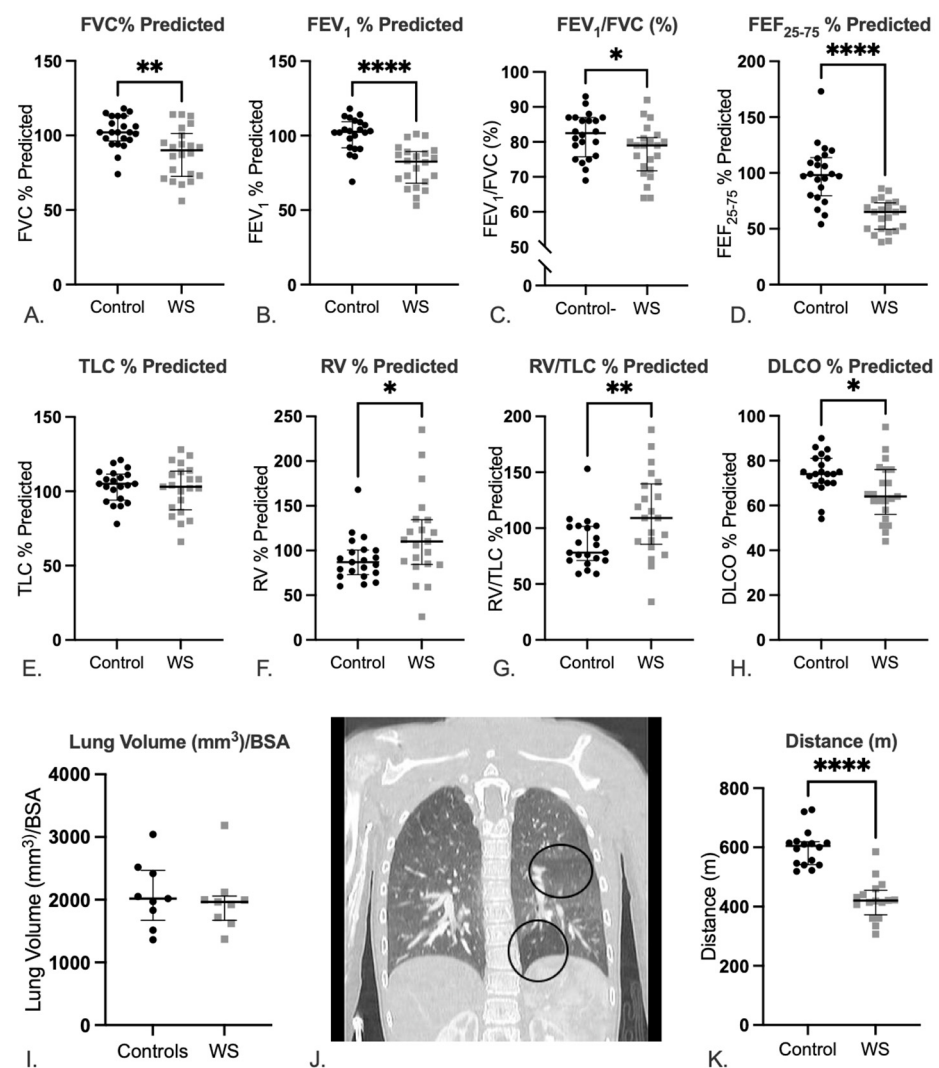 FVC% Predicted
**
FVC % Predicted
150
100
50
0
Control WS
A.
FEV1 % Predicted
****
FEV1 % Predicted
150
100
50
0
Control WS
B.
FEV1/FVC (%)
*
FEV1/FVC (%)
100
90
80
70
60
50
0
Control- WS
C.
FEF25-75 % Predicted
****
FEF25-75 % Predicted
200
150
100
50
0
Control WS
D.
TLC % Predicted
TLC % Predicted
150
100
50
0
Control WS
E.
RV % Predicted
*
RV % Predicted
250
200
150
100
50
0
Control WS
F.
RV/TLC % Predicted
**
RV/TLC % Predicted
200
150
100
50
0
Control WS
G.
DLCO % Predicted
*
DLCO % Predicted
100
80
60
40
20
0
Control WS
H.
Lung Volume (mm3)/BSA
Lung Volume (mm3)/BSA
4000
3000
2000
1000
0
Controls WS
I.
J.
Distance (m)
****
Distance (m)
800
600
400
200
0
Control WS
K.